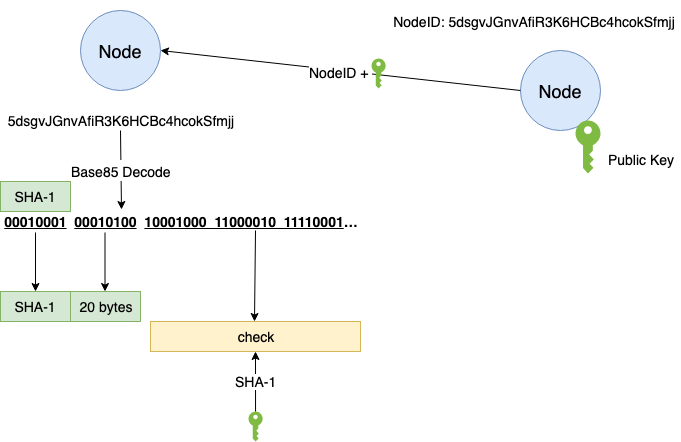 NodeID: 5dsgvJGnvAfiR3K6HCBc4hcokSfmjj
Node
NodeID +
Node
5dsgvJGnvAfiR3K6HCBc4hcokSfmjj
Public Key
Base85 Decode
SHA-1
00010001 00010100 10001000 11000010 11110001...
SHA-1
20 bytes
check
SHA-1